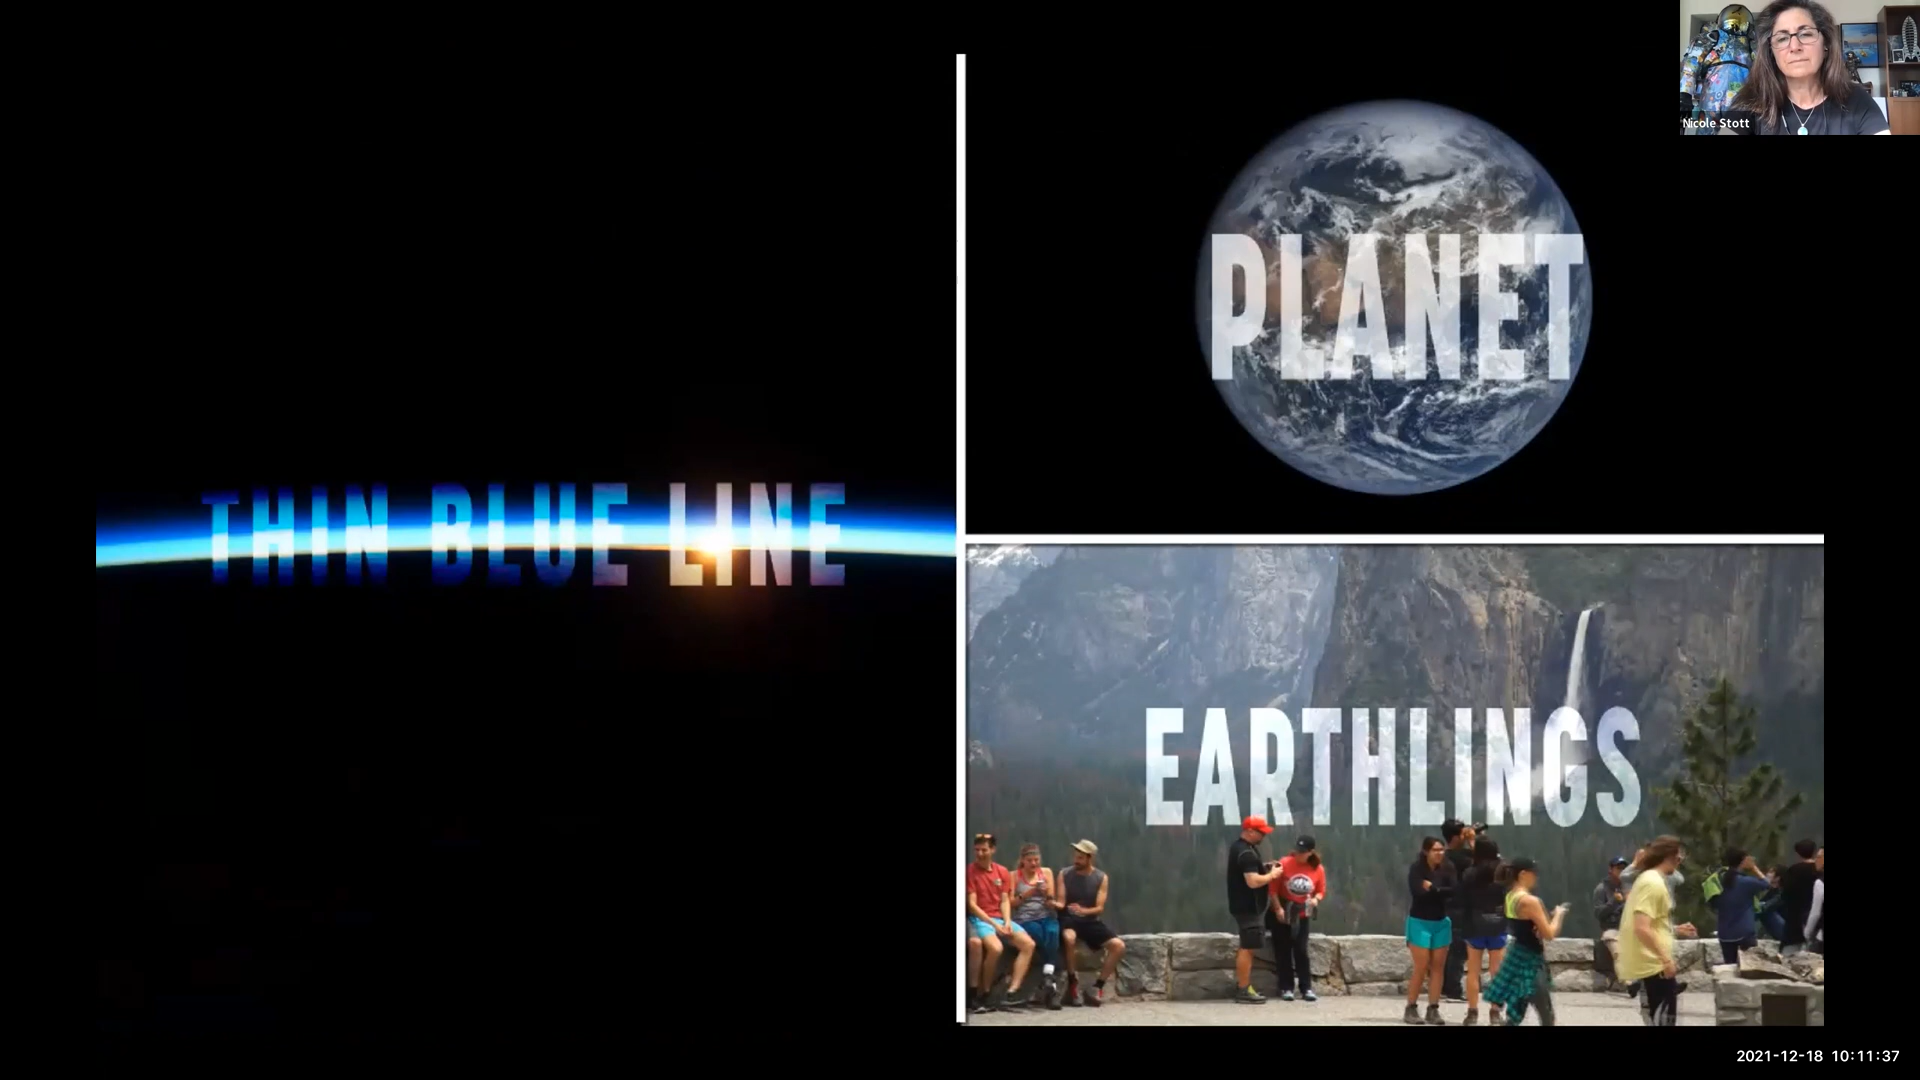 Nicole Stott
THIN BLUE LINE
PLANET
EARTHLINGS
2021-12-18 10:11:37